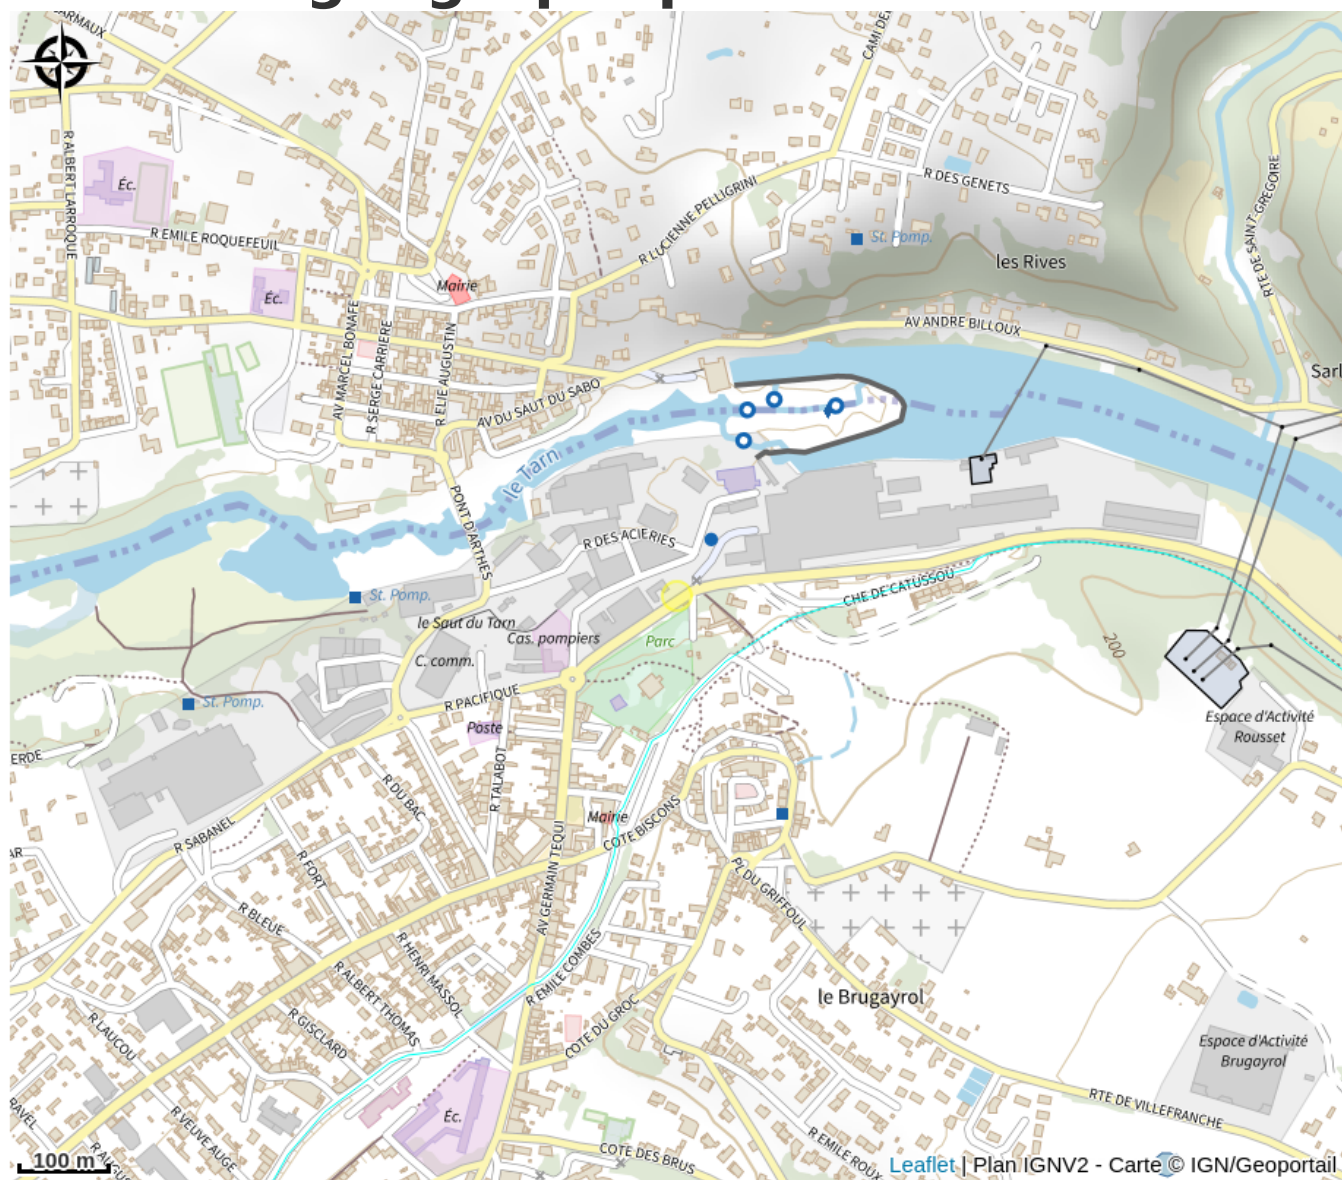 CAMI DE
R ALBERT LARROQUE
Éc.
R EMILE ROQUEFEUIL
Éc.
Mairie
R LUCIENNE PELLIGRINI
R DES GENETS
St. Pomp.
les Rives
RTE DE SAINT-GREGOIRE
AV ANDRE BILLOUX
AV MARCEL BONAFE
R SERGE CARRIERE
R ELIE AUGUSTIN
AV DU SAUT DU SABO
le Tarn
PONT D'ARTHES
R DES ACIERIES
St. Pomp.
le Saut du Tarn
Cas. pompiers
C. comm.
Parc
CHE DE CATUSSOU
200
St. Pomp.
R PACIFIQUE
Poste
R TALABOT
Espace d'Activité
Rousset
R DU BAC
Mairie
COTE BISCONS
R SABANEL
R FORT
AV GERMAIN TEQUI
PL DU GRIFFOUL
R BLEUE
R HENRI MASSOL
R ALBERT THOMAS
R EMILE COMBES
le Brugayrol
R LAUCOU
R GISCLARD
COTE DU GROC
Espace d'Activité
Brugayrol
Éc.
R VEUVE AUGE
RTE DE VILLEFRANCHE
R EMILE ROUX
COTE DES BRUS
100 m
Leaflet | Plan IGNV2 - Carte © IGN/Geoportail